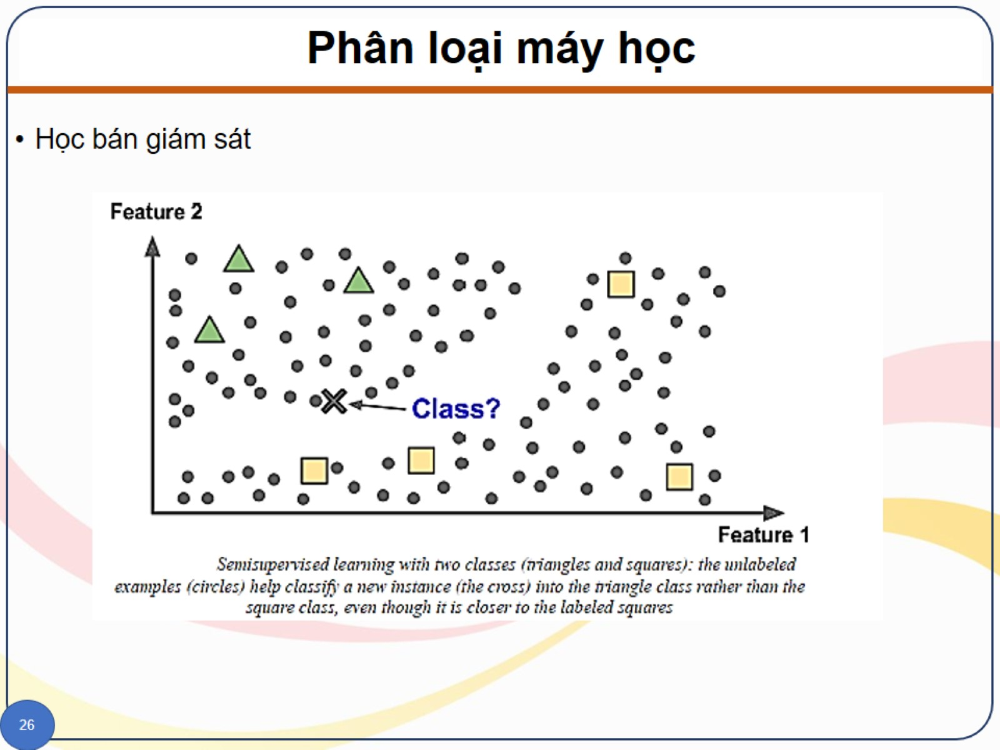 Phân loại máy học
• Học bán giám sát
Feature 2
Class?
Feature 1
Semisupervised learning with two classes (triangles and squares): the unlabeled
examples (circles) help classify a new instance (the cross) into the triangle class rather than the
square class, even though it is closer to the labeled squares
26